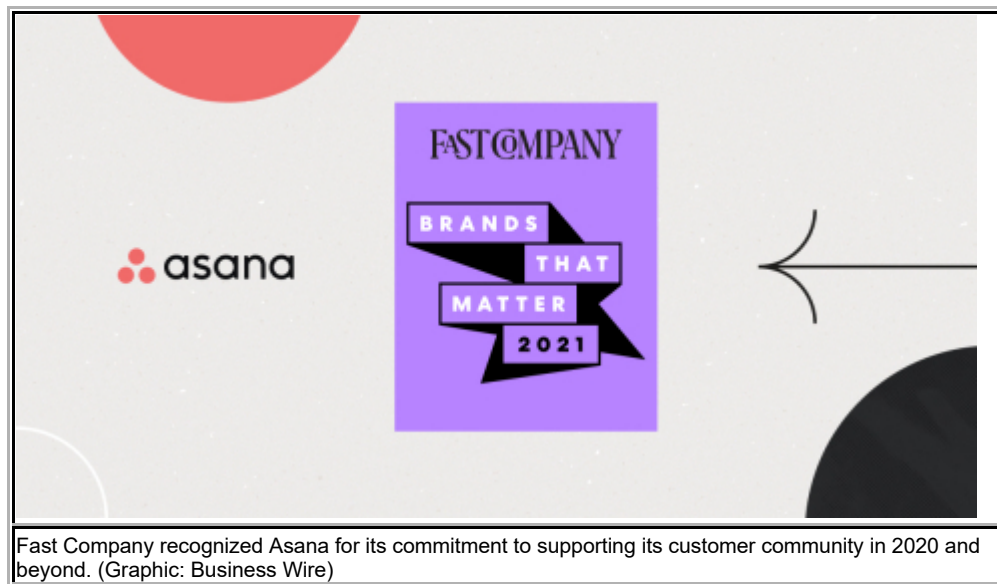 FAST COMPANY
BRANDS
THAT
asana
MATTER
2021
Fast Company recognized Asana for its commitment to supporting its customer community in 2020 and
beyond. (Graphic: Business Wire)